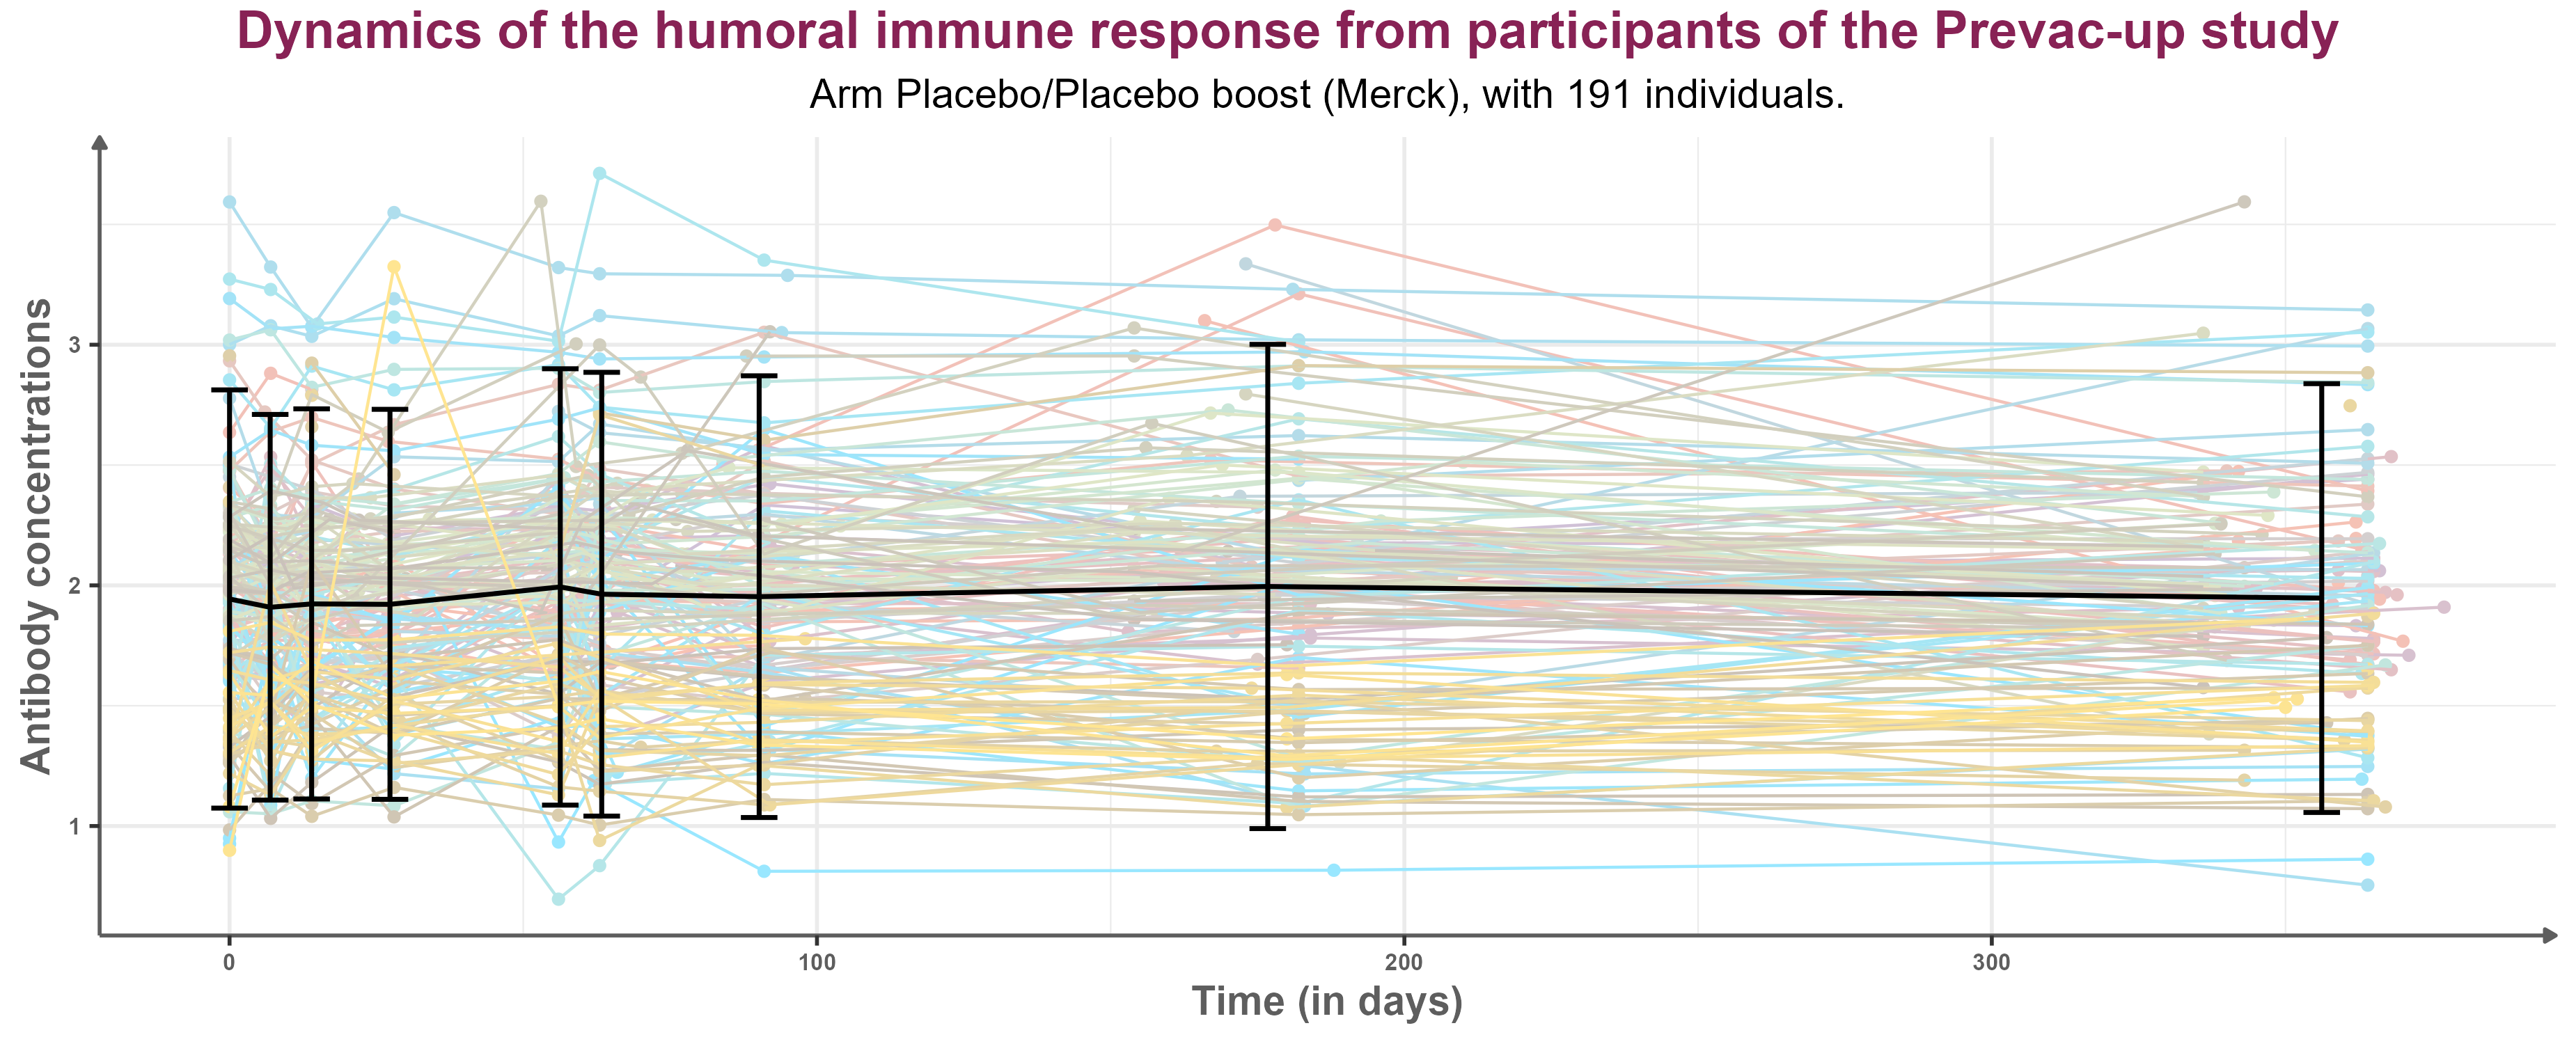 Dynamics of the humoral immune response from participants of the Prevac-up study
Arm Placebo/Placebo boost (Merck), with 191 individuals.
Antibody concentrations
3
2
1
0
100
200
300
Time (in days)